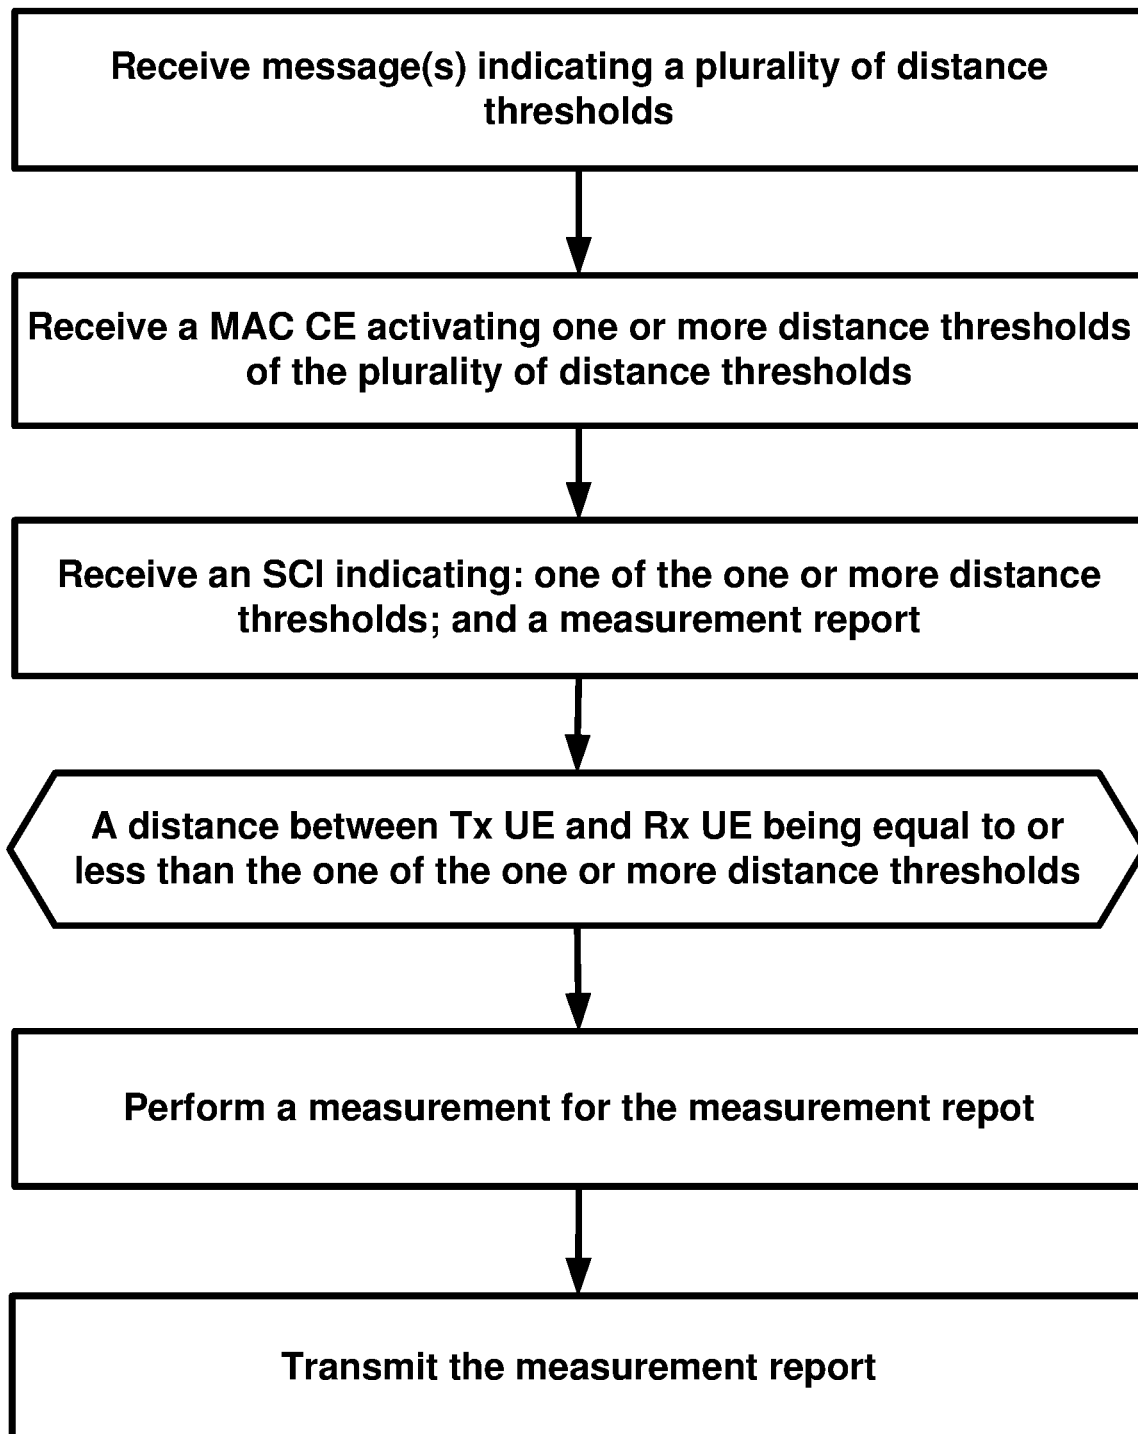 Receive message(s) indicating a plurality of distance
thresholds
Receive a MAC CE activating one or more distance thresholds
of the plurality of distance thresholds
Receive an SCI indicating: one of the one or more distance
thresholds; and a measurement report
A distance between Tx UE and Rx UE being equal to or
less than the one of the one or more distance thresholds
Perform a measurement for the measurement repot
Transmit the measurement report